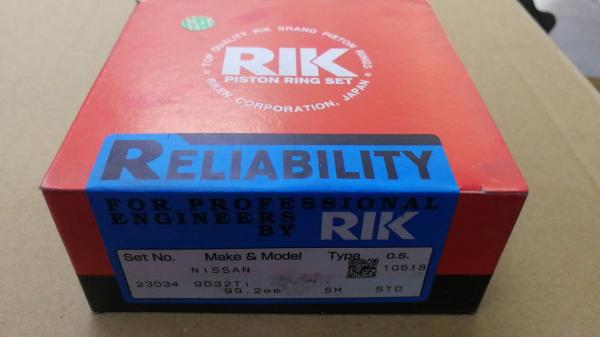 TOP QUALITY RIK BRAND PISTON RINGS
RIK
PISTON RING SET
RIKEN CORPORATION, JAPAN
RELIABILITY
FOR PROFESSIONAL
ENGINEERS
BY RIK
Set No. Make & Model Type o.s.
NISSAN 10518
23034 QD32Ti
99.2mm SM STD